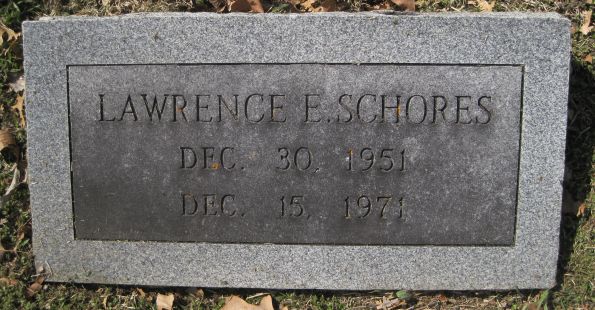 LAWRENCE E. SCHORES
DEC. 30, 1951
DEC. 15, 1971